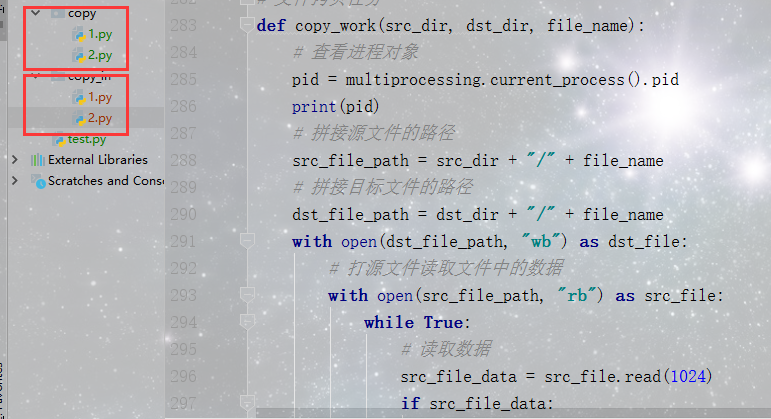 copy
1.py
2.py
copy_in
1.py
2.py
test.py
External Libraries
Scratches and Conso
283 def copy_work(src_dir, dst_dir, file_name):
284 # 查看进程对象
285 pid = multiprocessing.current_process().pid
286 print(pid)
287 # 拼接源文件的路径
288 src_file_path = src_dir + "/" + file_name
289 # 拼接目标文件的路径
290 dst_file_path = dst_dir + "/" + file_name
291 with open(dst_file_path, "wb") as dst_file:
292 # 打源文件读取文件中的数据
293 with open(src_file_path, "rb") as src_file:
294 while True:
295 # 读取数据
296 src_file_data = src_file.read(1024)
297 if src_file_data: